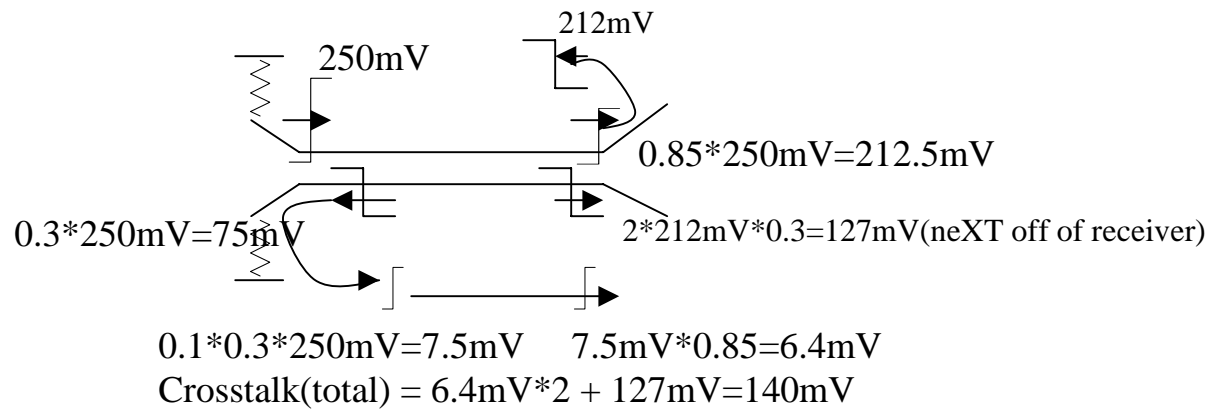 212mV
250mV
0.85*250mV=212.5mV
0.3*250mV=75mV
2*212mV*0.3=127mV(neXT off of receiver)
0.1*0.3*250mV=7.5mV 7.5mV*0.85=6.4mV
Crosstalk(total) = 6.4mV*2 + 127mV=140mV